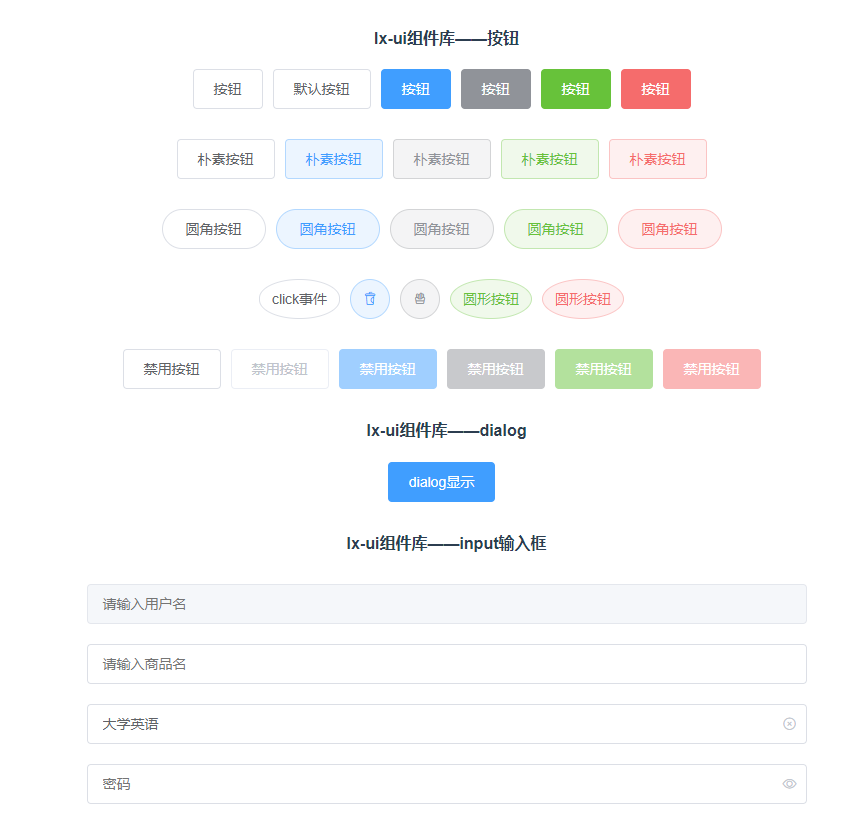 lx-ui组件库——按钮
按钮 默认按钮 按钮 按钮 按钮 按钮
朴素按钮 朴素按钮 朴素按钮 朴素按钮 朴素按钮
圆角按钮 圆角按钮 圆角按钮 圆角按钮 圆角按钮
click事件 圆形按钮 圆形按钮
禁用按钮 禁用按钮 禁用按钮 禁用按钮 禁用按钮 禁用按钮
lx-ui组件库——dialog
dialog显示
lx-ui组件库——input输入框
请输入用户名
请输入商品名
大学英语
密码